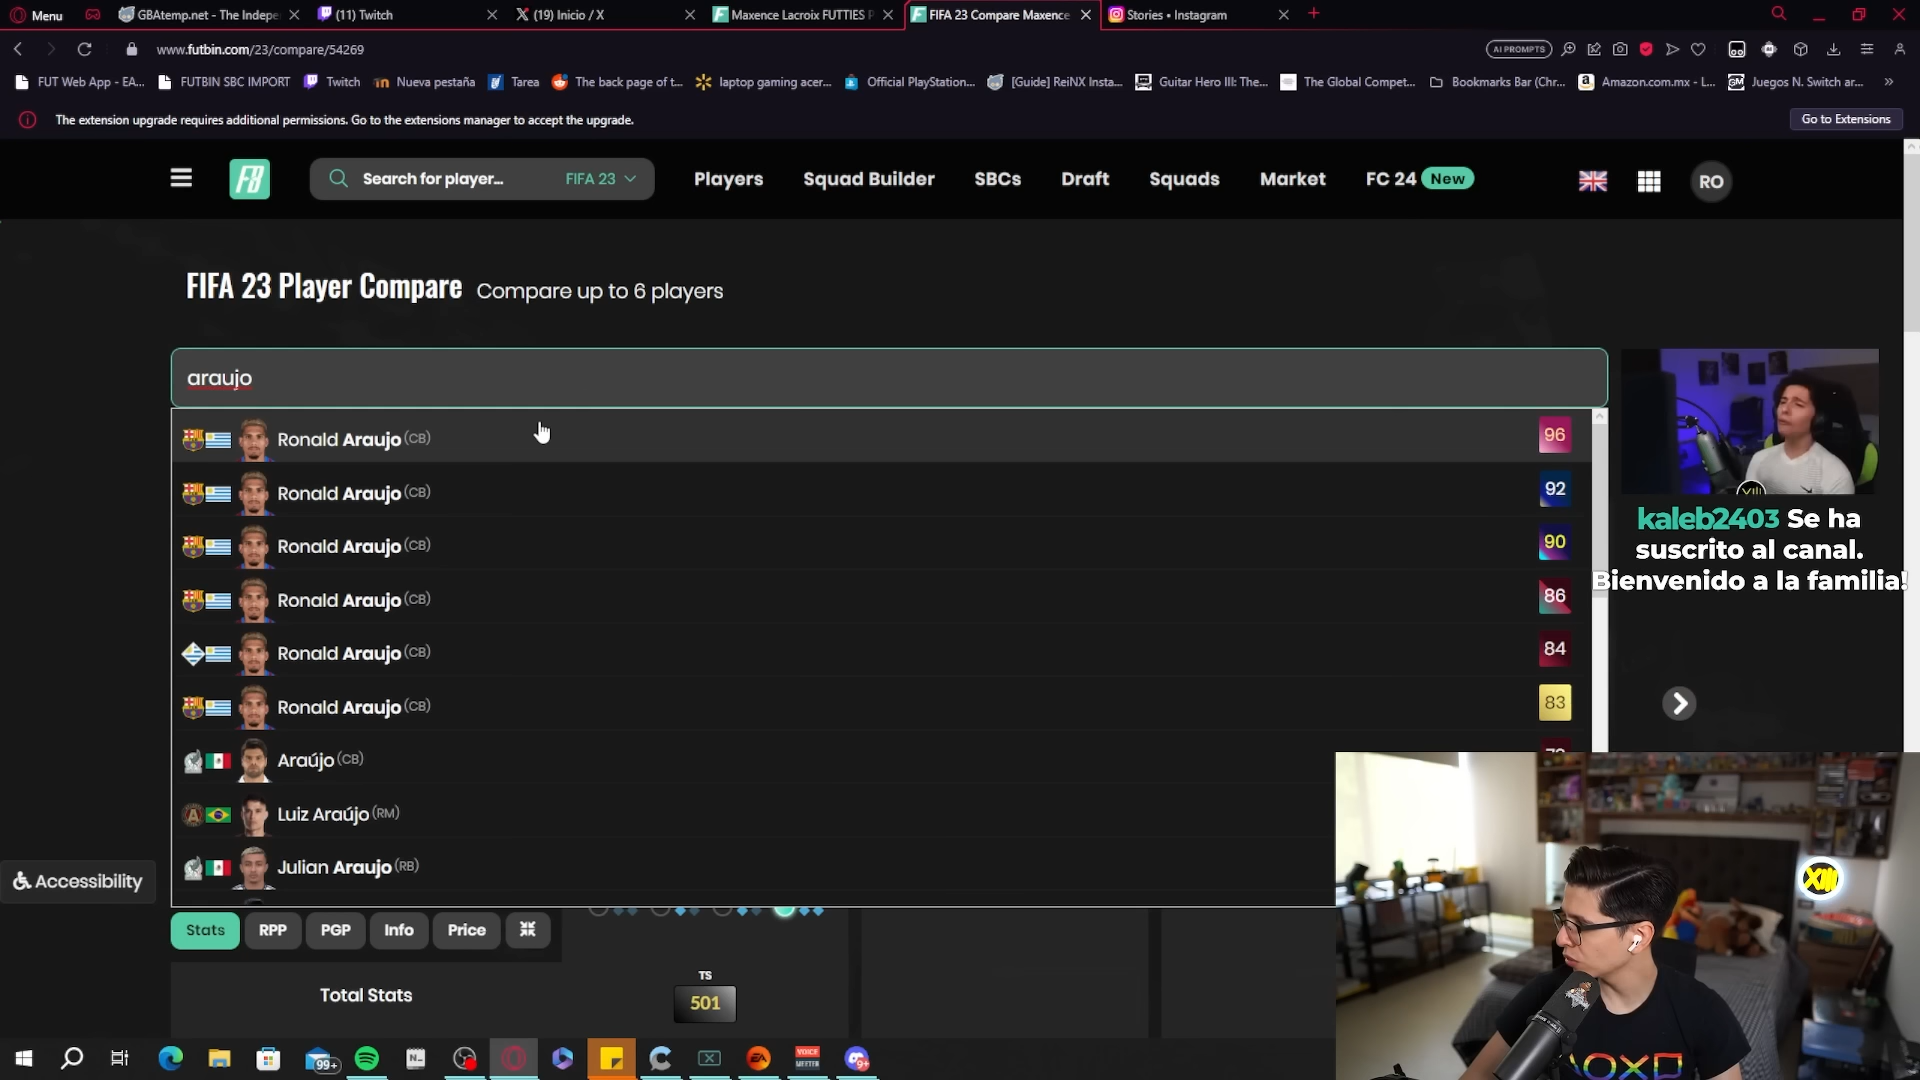 Menu
GBAtemp.net - The Indepe
(11) Twitch
(19) Inicio / X
Maxence Lacroix FUTTIES P
FIFA 23 Compare Maxence
Stories • Instagram
www.futbin.com/23/compare/54269
AI PROMPTS
FUT Web App - EA...
FUTBIN SBC IMPORT
Twitch
Nueva pestaña
Tarea
The back page of t...
laptop gaming acer...
Official PlayStation...
[Guide] ReiNX Insta...
Guitar Hero III: The...
The Global Compet...
Bookmarks Bar (Chr...
Amazon.com.mx - L...
Juegos N. Switch ar...
The extension upgrade requires additional permissions. Go to the extensions manager to accept the upgrade.
Go to Extensions
Search for player...
FIFA 23
Players
Squad Builder
SBCs
Draft
Squads
Market
FC 24 New
RO
FIFA 23 Player Compare
Compare up to 6 players
araujo
Ronald Araujo (CB)
96
Ronald Araujo (CB)
92
Ronald Araujo (CB)
90
Ronald Araujo (CB)
86
Ronald Araujo (CB)
84
Ronald Araujo (CB)
83
Araújo (CB)
Luiz Araújo (RM)
Julian Araujo (RB)
kaleb2403 Se ha
suscrito al canal.
Bienvenido a la familia!
XIII
Accessibility
Stats
RPP
PGP
Info
Price
TS
Total Stats
501
99+
VOICE
MEETER
9+